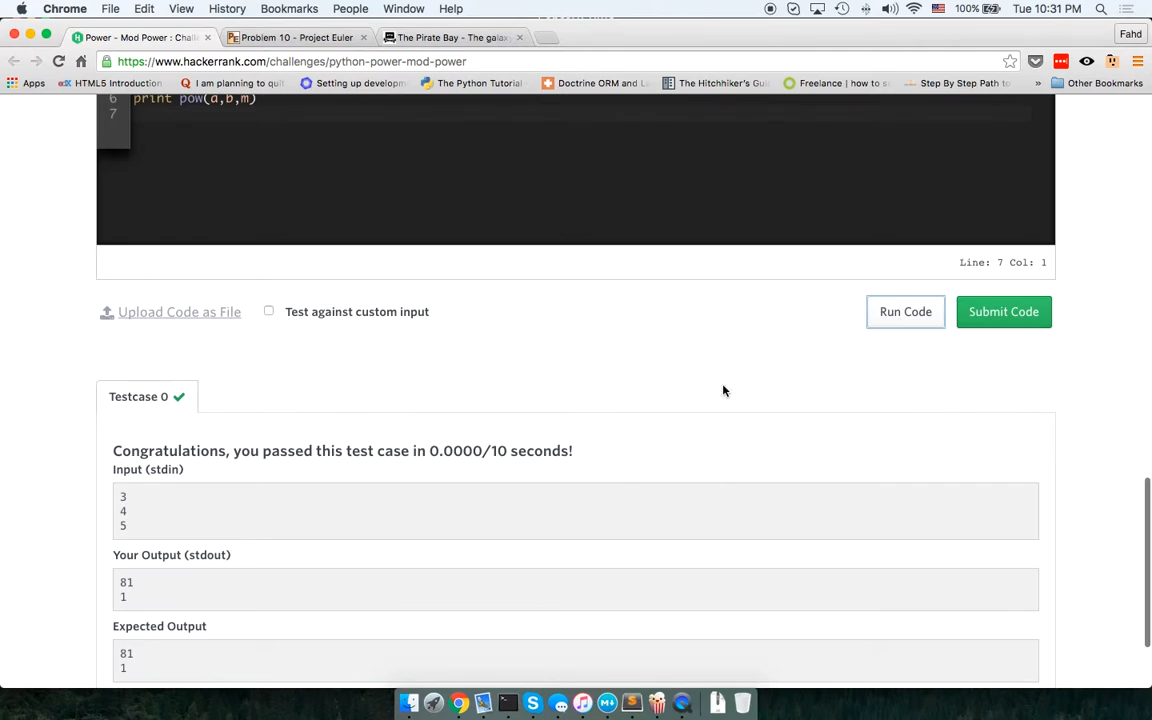 Chrome File Edit View History Bookmarks People Window Help 100% Tue 10:31 PM
Power - Mod Power : Chall Problem 10 - Project Euler The Pirate Bay - The galax Fahd
https://www.hackerrank.com/challenges/python-power-mod-power
Apps HTML5 Introduction I am planning to quit Setting up developm The Python Tutorial Doctrine ORM and La The Hitchhiker's Gui Freelance | how to s Step By Step Path to » Other Bookmarks
6 print pow(a,b,m)
7
Line: 7 Col: 1
Upload Code as File Test against custom input Run Code Submit Code
Testcase 0
Congratulations, you passed this test case in 0.0000/10 seconds!
Input (stdin)
3
4
5
Your Output (stdout)
81
1
Expected Output
81
1